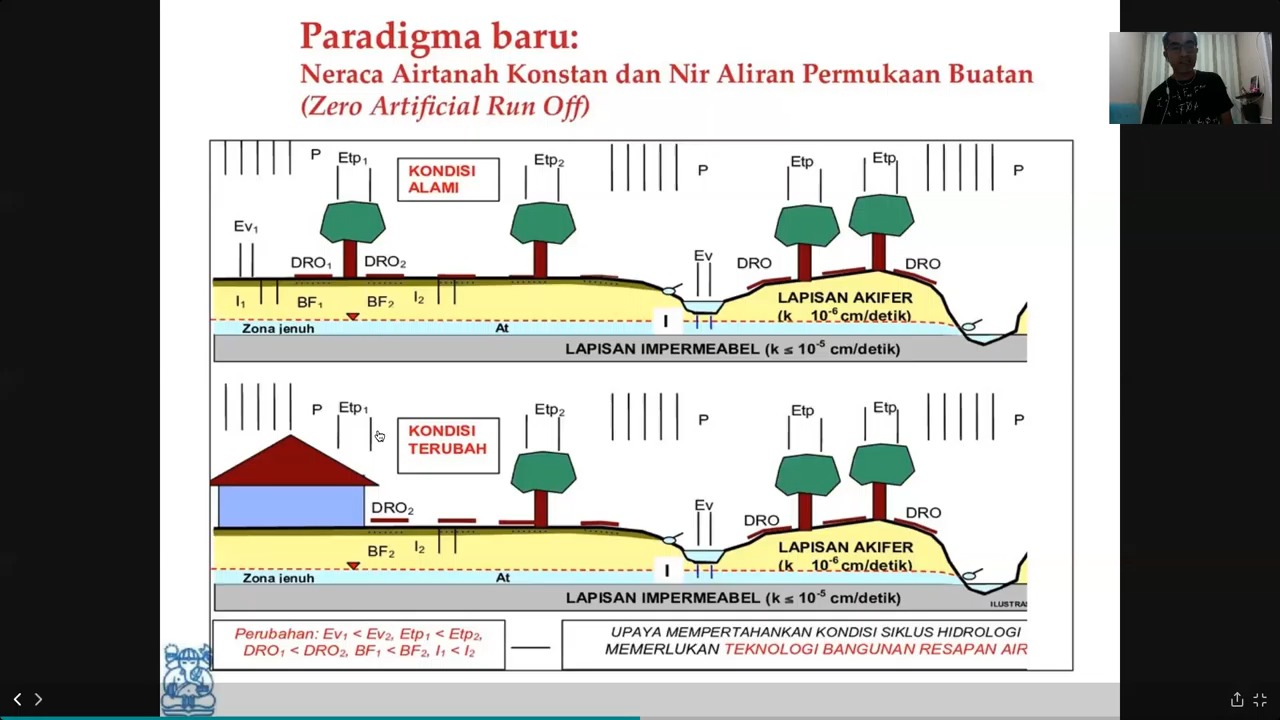 Paradigma baru:
Neraca Airtanah Konstan dan Nir Aliran Permukaan Buatan
(Zero Artificial Run Off)
P
Etp₁
KONDISI
ALAMI
Etp₂
P
Etp
Etp
P
Ev₁
DRO₁
DRO₂
Ev
DRO
DRO
I₁
BF₁
BF₂
I₂
LAPISAN AKIFER
(k 10⁻⁶ cm/detik)
I
Zona jenuh
At
LAPISAN IMPERMEABEL (k ≤ 10⁻⁵ cm/detik)
P
Etp₁
KONDISI
TERUBAH
Etp₂
P
Etp
Etp
P
DRO₂
Ev
DRO
DRO
BF₂
I₂
LAPISAN AKIFER
(k 10⁻⁶ cm/detik)
I
Zona jenuh
At
LAPISAN IMPERMEABEL (k ≤ 10⁻⁵ cm/detik)
ILUSTRAS
Perubahan: Ev₁ < Ev₂, Etp₁ < Etp₂,
DRO₁ < DRO₂, BF₁ < BF₂, I₁ < I₂
UPAYA MEMPERTAHANKAN KONDISI SIKLUS HIDROLOGI
MEMERLUKAN TEKNOLOGI BANGUNAN RESAPAN AIR